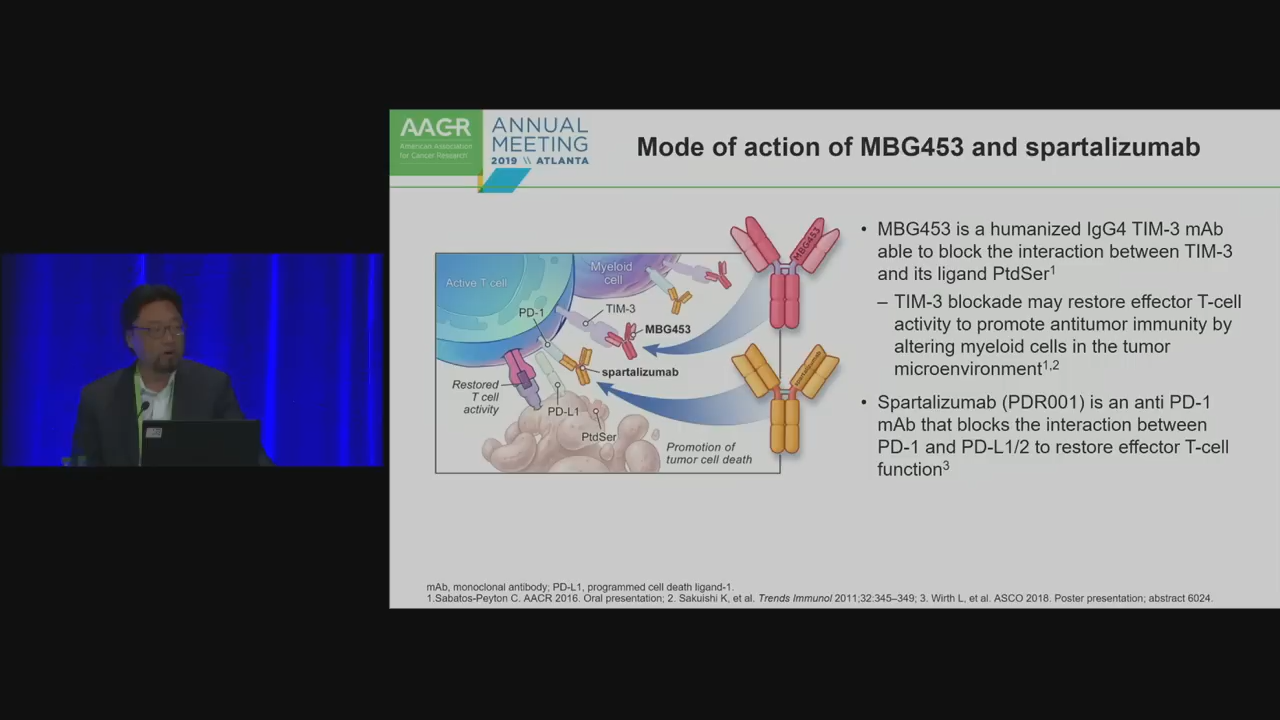 AACR
American Association
for Cancer Research
ANNUAL
MEETING
2019 \\ ATLANTA
Mode of action of MBG453 and spartalizumab
Active T cell
Myeloid
cell
PD-1
TIM-3
MBG453
spartalizumab
Restored
T cell
activity
PD-L1
PtdSer
Promotion of
tumor cell death
MBG453
spartalizumab
• MBG453 is a humanized IgG4 TIM-3 mAb
able to block the interaction between TIM-3
and its ligand PtdSer¹
– TIM-3 blockade may restore effector T-cell
activity to promote antitumor immunity by
altering myeloid cells in the tumor
microenvironment¹,²
• Spartalizumab (PDR001) is an anti PD-1
mAb that blocks the interaction between
PD-1 and PD-L1/2 to restore effector T-cell
function³
mAb, monoclonal antibody; PD-L1, programmed cell death ligand-1.
1.Sabatos-Peyton C. AACR 2016. Oral presentation; 2. Sakuishi K, et al. Trends Immunol 2011;32:345–349; 3. Wirth L, et al. ASCO 2018. Poster presentation; abstract 6024.